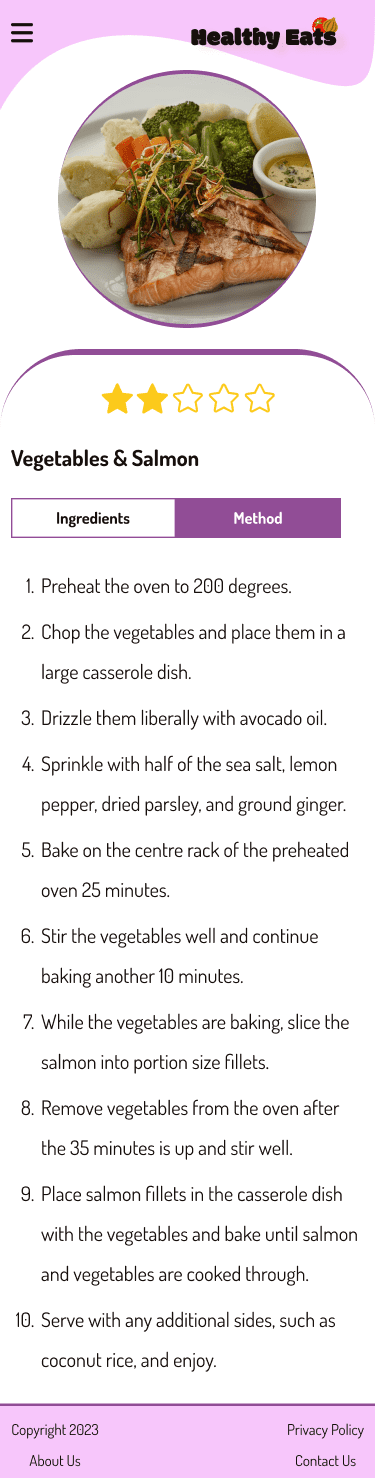 Healthy Eats
Vegetables & Salmon
Ingredients
Method
1. Preheat the oven to 200 degrees.
2. Chop the vegetables and place them in a
large casserole dish.
3. Drizzle them liberally with avocado oil.
4. Sprinkle with half of the sea salt, lemon
pepper, dried parsley, and ground ginger.
5. Bake on the centre rack of the preheated
oven 25 minutes.
6. Stir the vegetables well and continue
baking another 10 minutes.
7. While the vegetables are baking, slice the
salmon into portion size fillets.
8. Remove vegetables from the oven after
the 35 minutes is up and stir well.
9. Place salmon fillets in the casserole dish
with the vegetables and bake until salmon
and vegetables are cooked through.
10. Serve with any additional sides, such as
coconut rice, and enjoy.
Copyright 2023
Privacy Policy
About Us
Contact Us